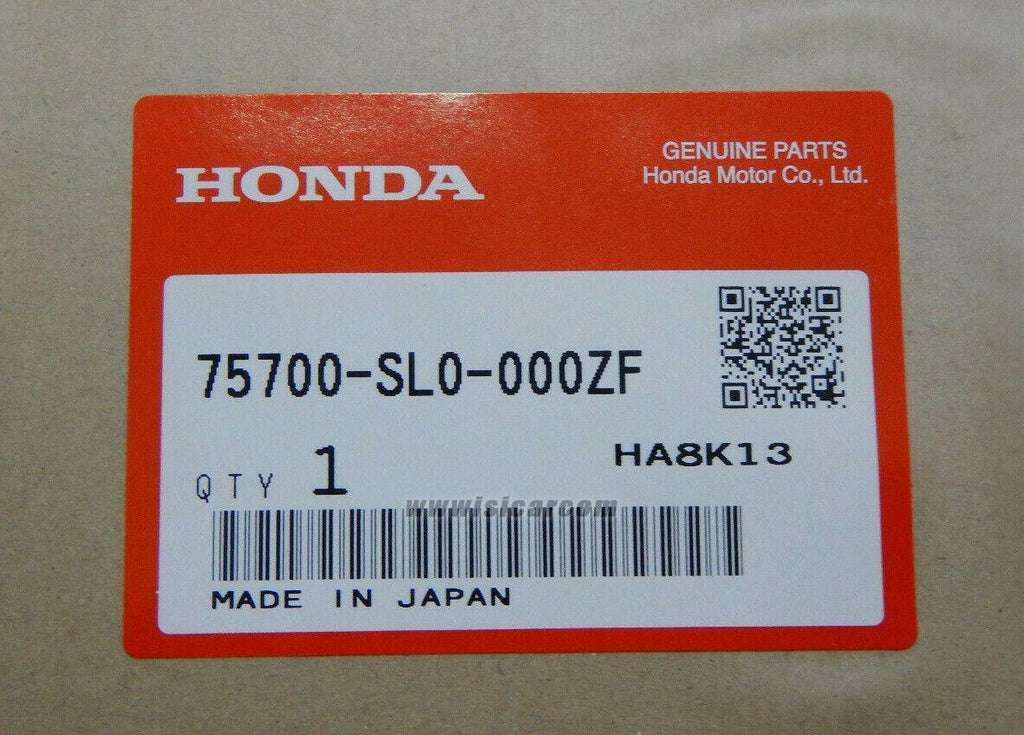 HONDA
GENUINE PARTS
Honda Motor Co., Ltd.
75700-SL0-000ZF
HA8K13
QTY 1
www.isicar.com
MADE IN JAPAN